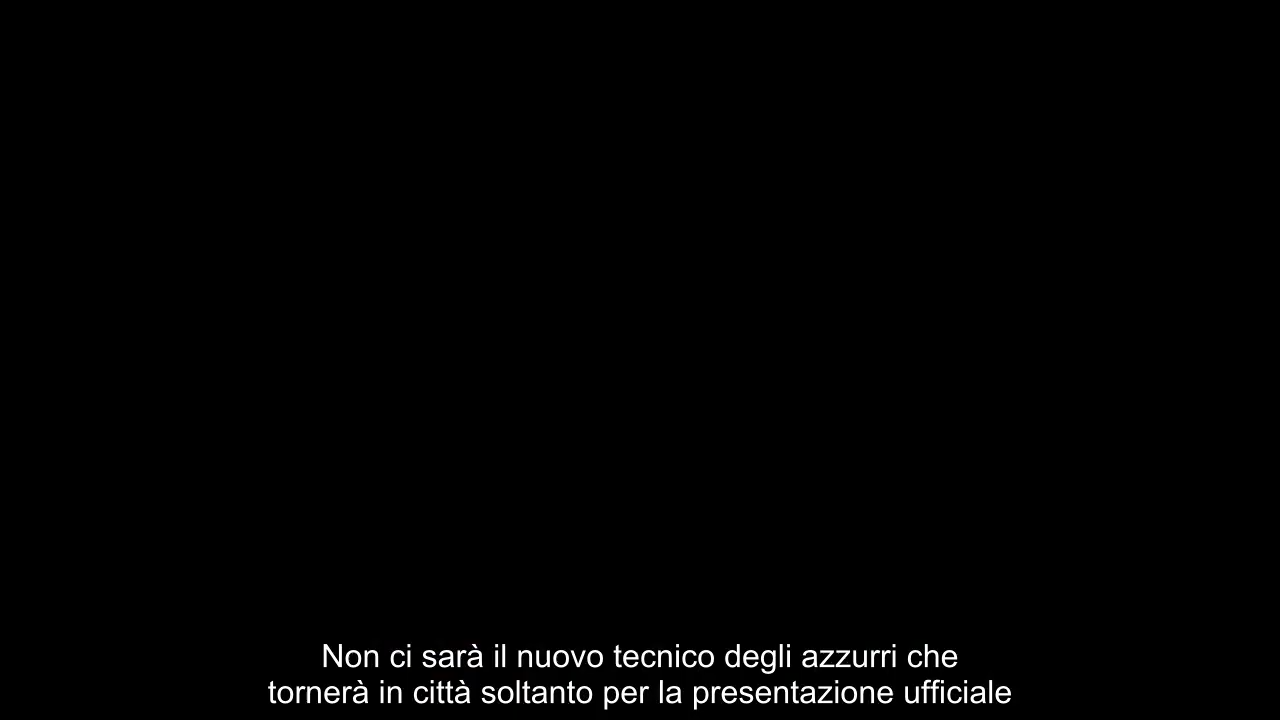 Non ci sarà il nuovo tecnico degli azzurri che
tornerà in città soltanto per la presentazione ufficiale